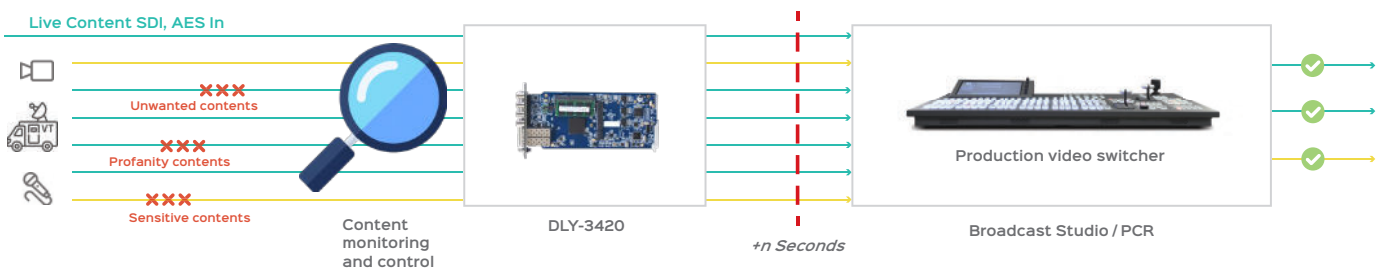 Live Content SDI, AES In
Unwanted contents
VT
Profanity contents
Sensitive contents
Content
monitoring
and control
DLY-3420
+n Seconds
Production video switcher
Broadcast Studio / PCR